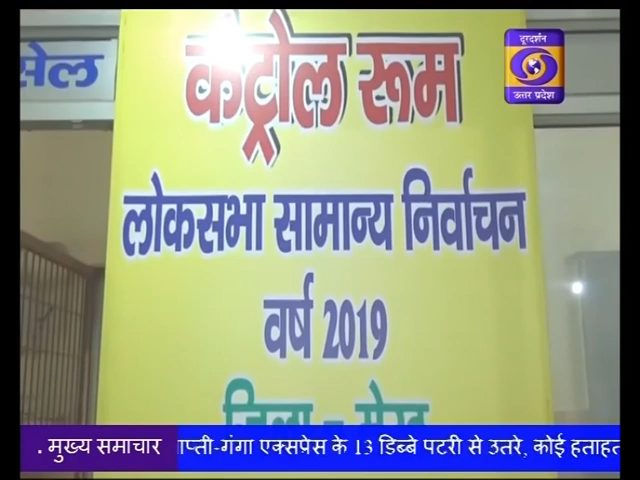 सेल
कंट्रोल रूम
दूरदर्शन
उत्तर प्रदेश
लोकसभा सामान्य निर्वाचन
वर्ष 2019
जिला -
. मुख्य समाचार
ाप्ती-गंगा एक्सप्रेस के 13 डिब्बे पटरी से उतरे, कोई हताहत